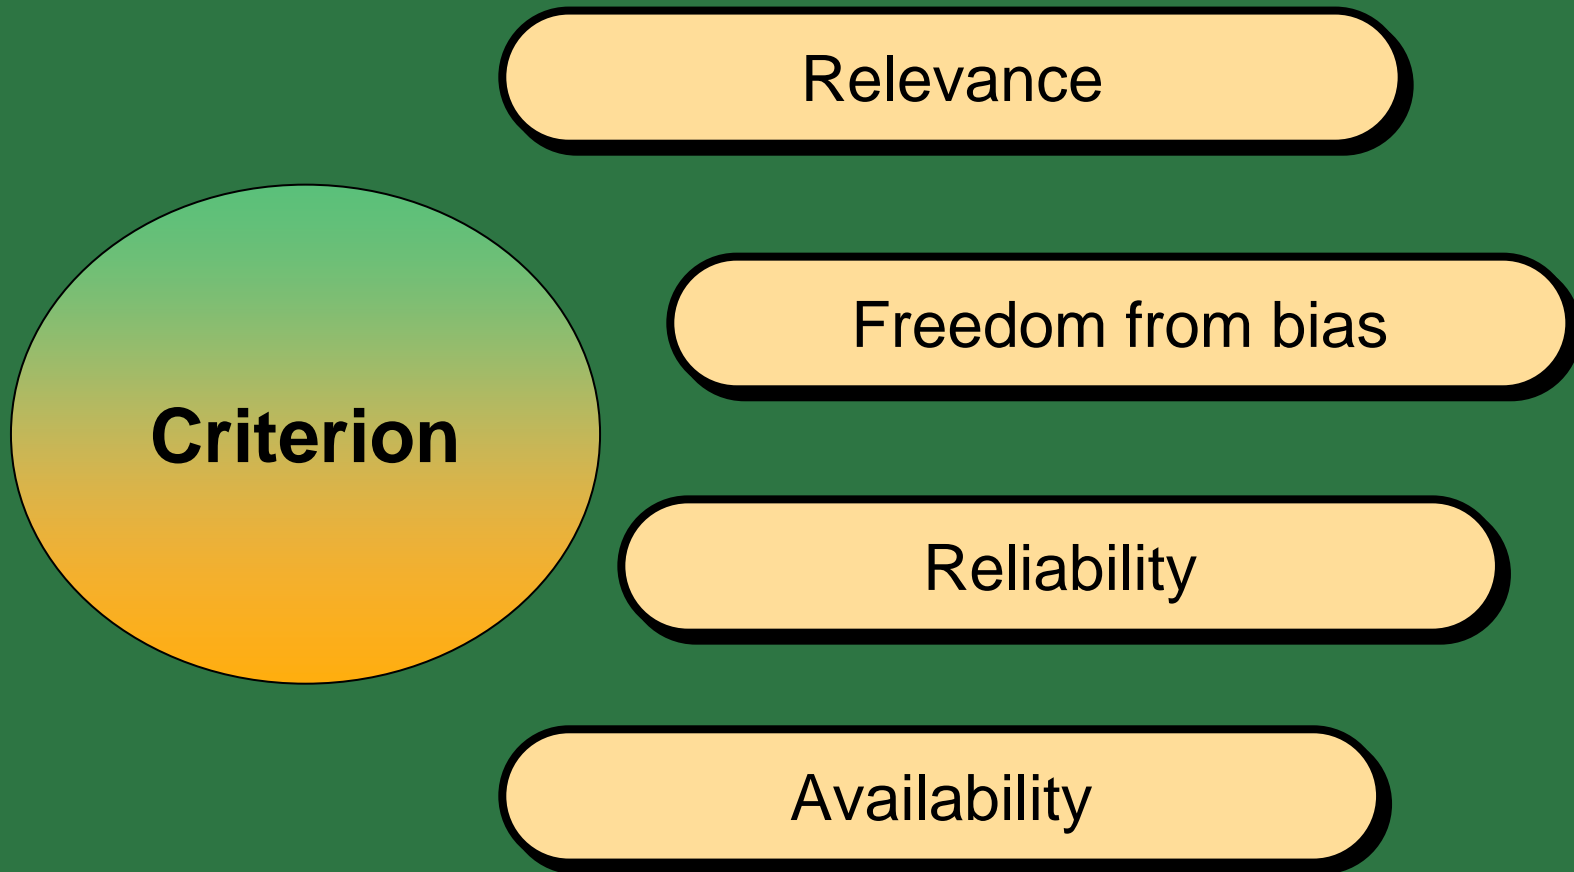 Relevance
Freedom from bias
Criterion
Reliability
Availability